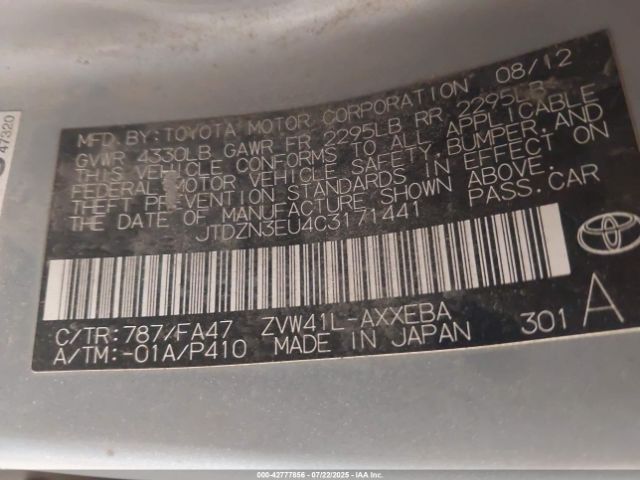 47320
MFD.BY:TOYOTA MOTOR CORPORATION 08/12
GVWR 4330LB GAWR FR 2295LB RR 2295LB
THIS VEHICLE CONFORMS TO ALL APPLICABLE
FEDERAL MOTOR VEHICLE SAFETY,BUMPER,AND
THEFT PREVENTION STANDARDS IN EFFECT ON
THE DATE OF MANUFACTURE SHOWN ABOVE.
JTDZN3EU4C3171441 PASS.CAR
TOYOTA
C/TR:787/FA47 ZVW41L-AXXEBA
A/TM:-01A/P410 MADE IN JAPAN 301 A
000-42777856 - 07/22/2025 - IAA Inc.